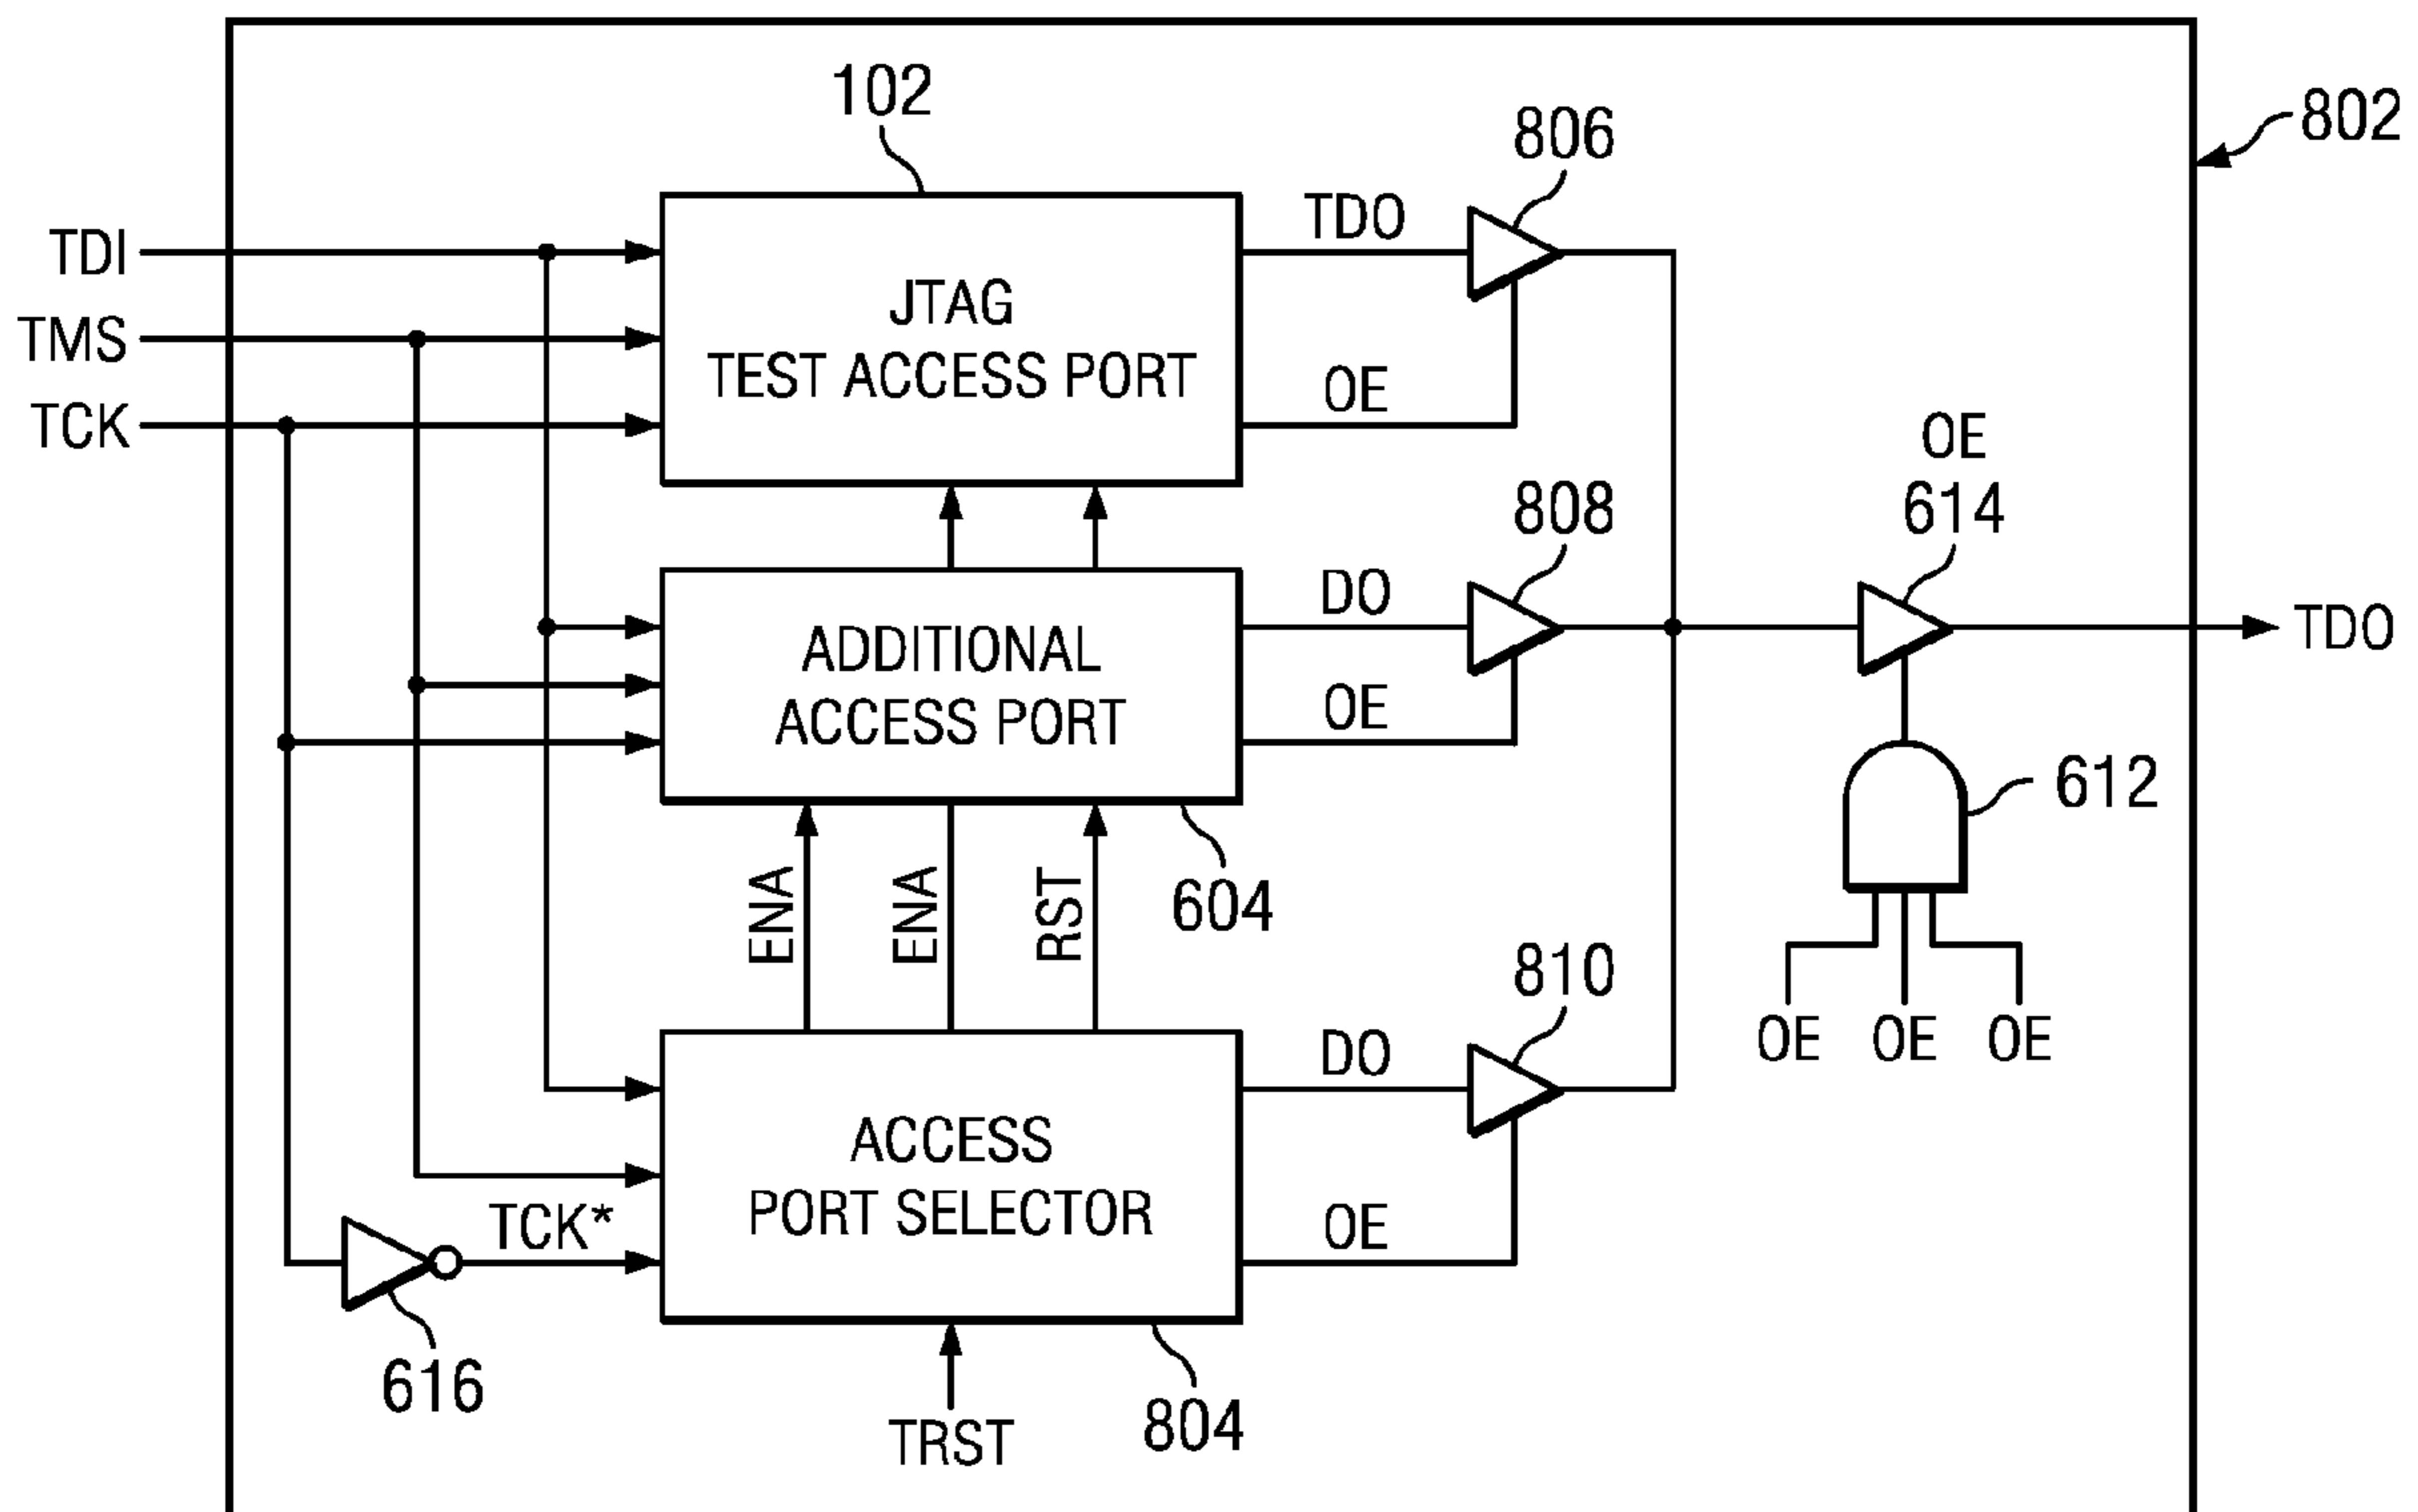 102
806
802
TDI
TMS
TCK
JTAG
TEST ACCESS PORT
TDO
OE
808
OE
614
ADDITIONAL
ACCESS PORT
DO
OE
TDO
612
ENA
ENA
RST
604
810
OE
OE
OE
ACCESS
PORT SELECTOR
DO
OE
TCK*
616
TRST
804